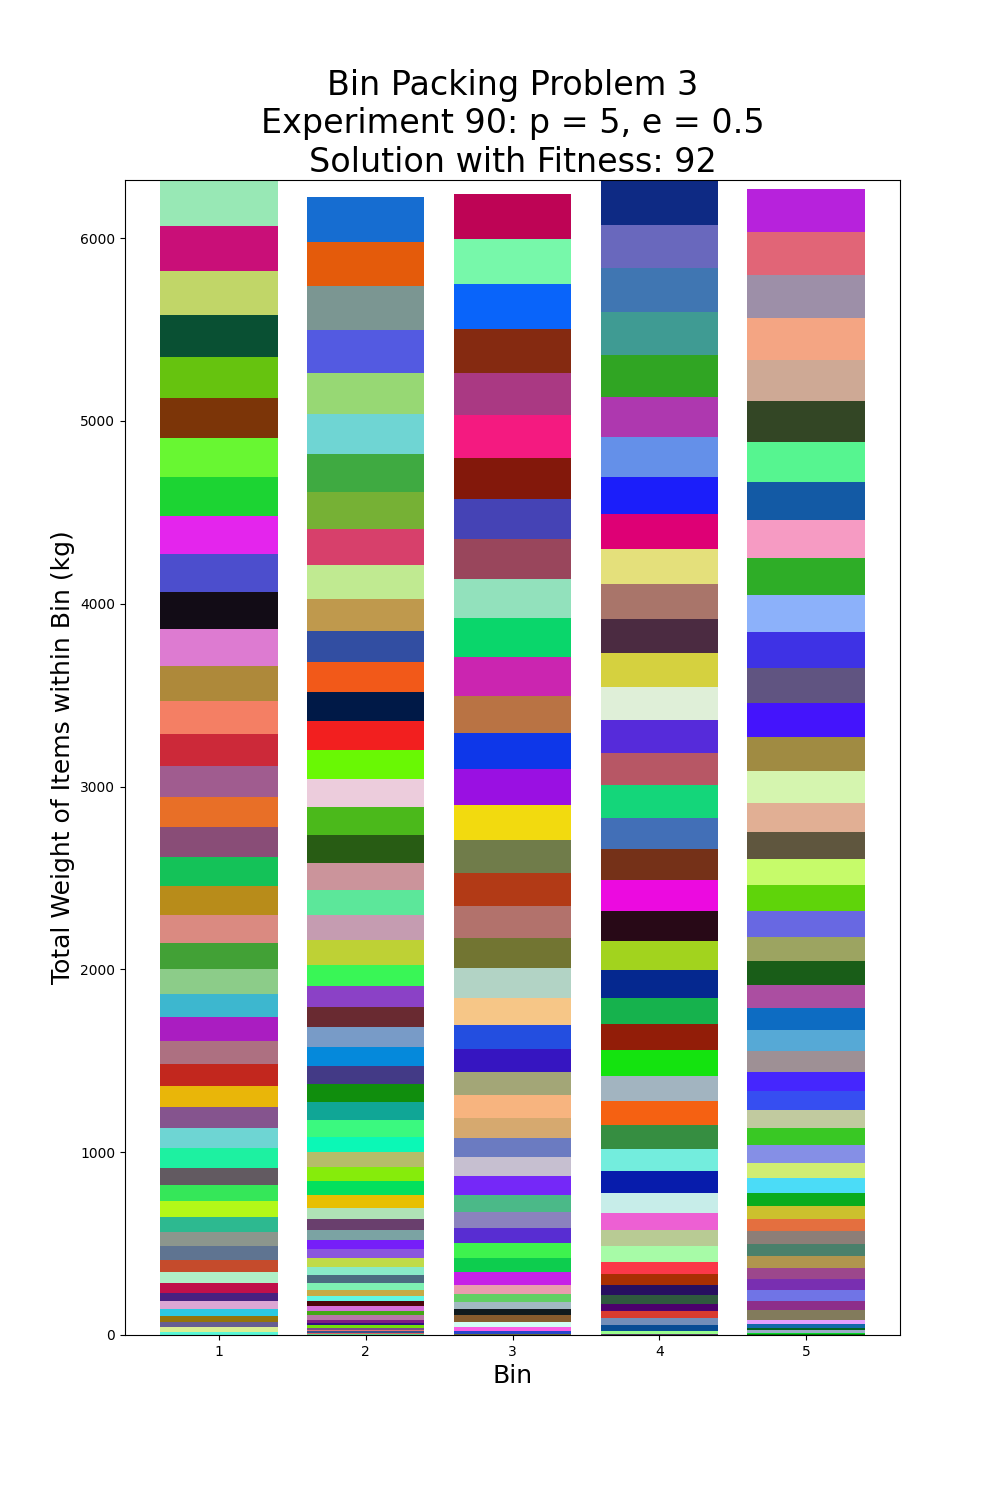 Bin Packing Problem 3
Experiment 90: p = 5, e = 0.5
Solution with Fitness: 92
Total Weight of Items within Bin (kg)
6000
5000
4000
3000
2000
1000
0
1 2 3 4 5
Bin